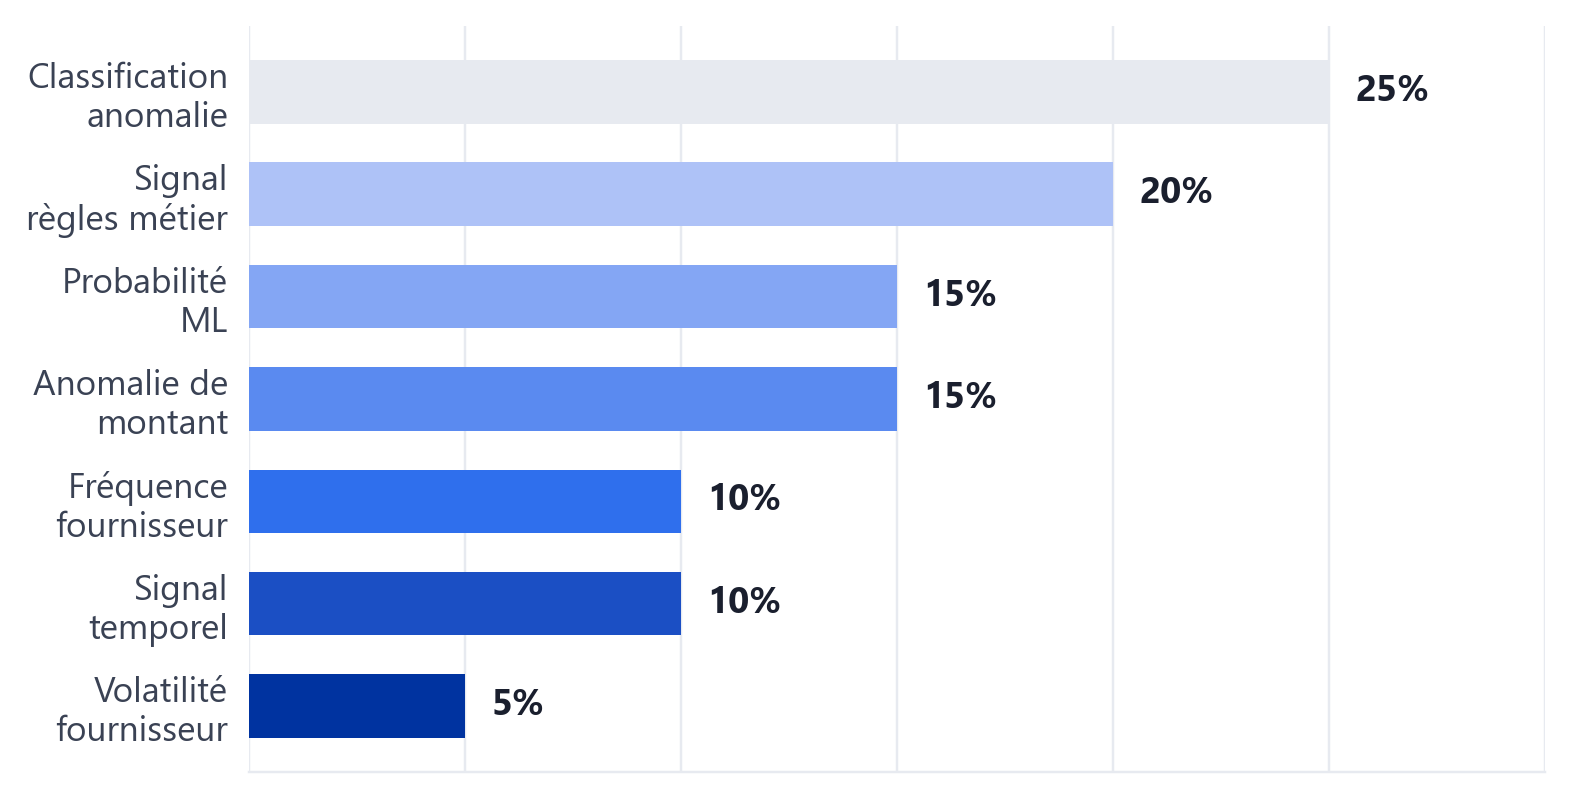 Classification
anomalie
25%
Signal
règles métier
20%
Probabilité
ML
15%
Anomalie de
montant
15%
Fréquence
fournisseur
10%
Signal
temporel
10%
Volatilité
fournisseur
5%